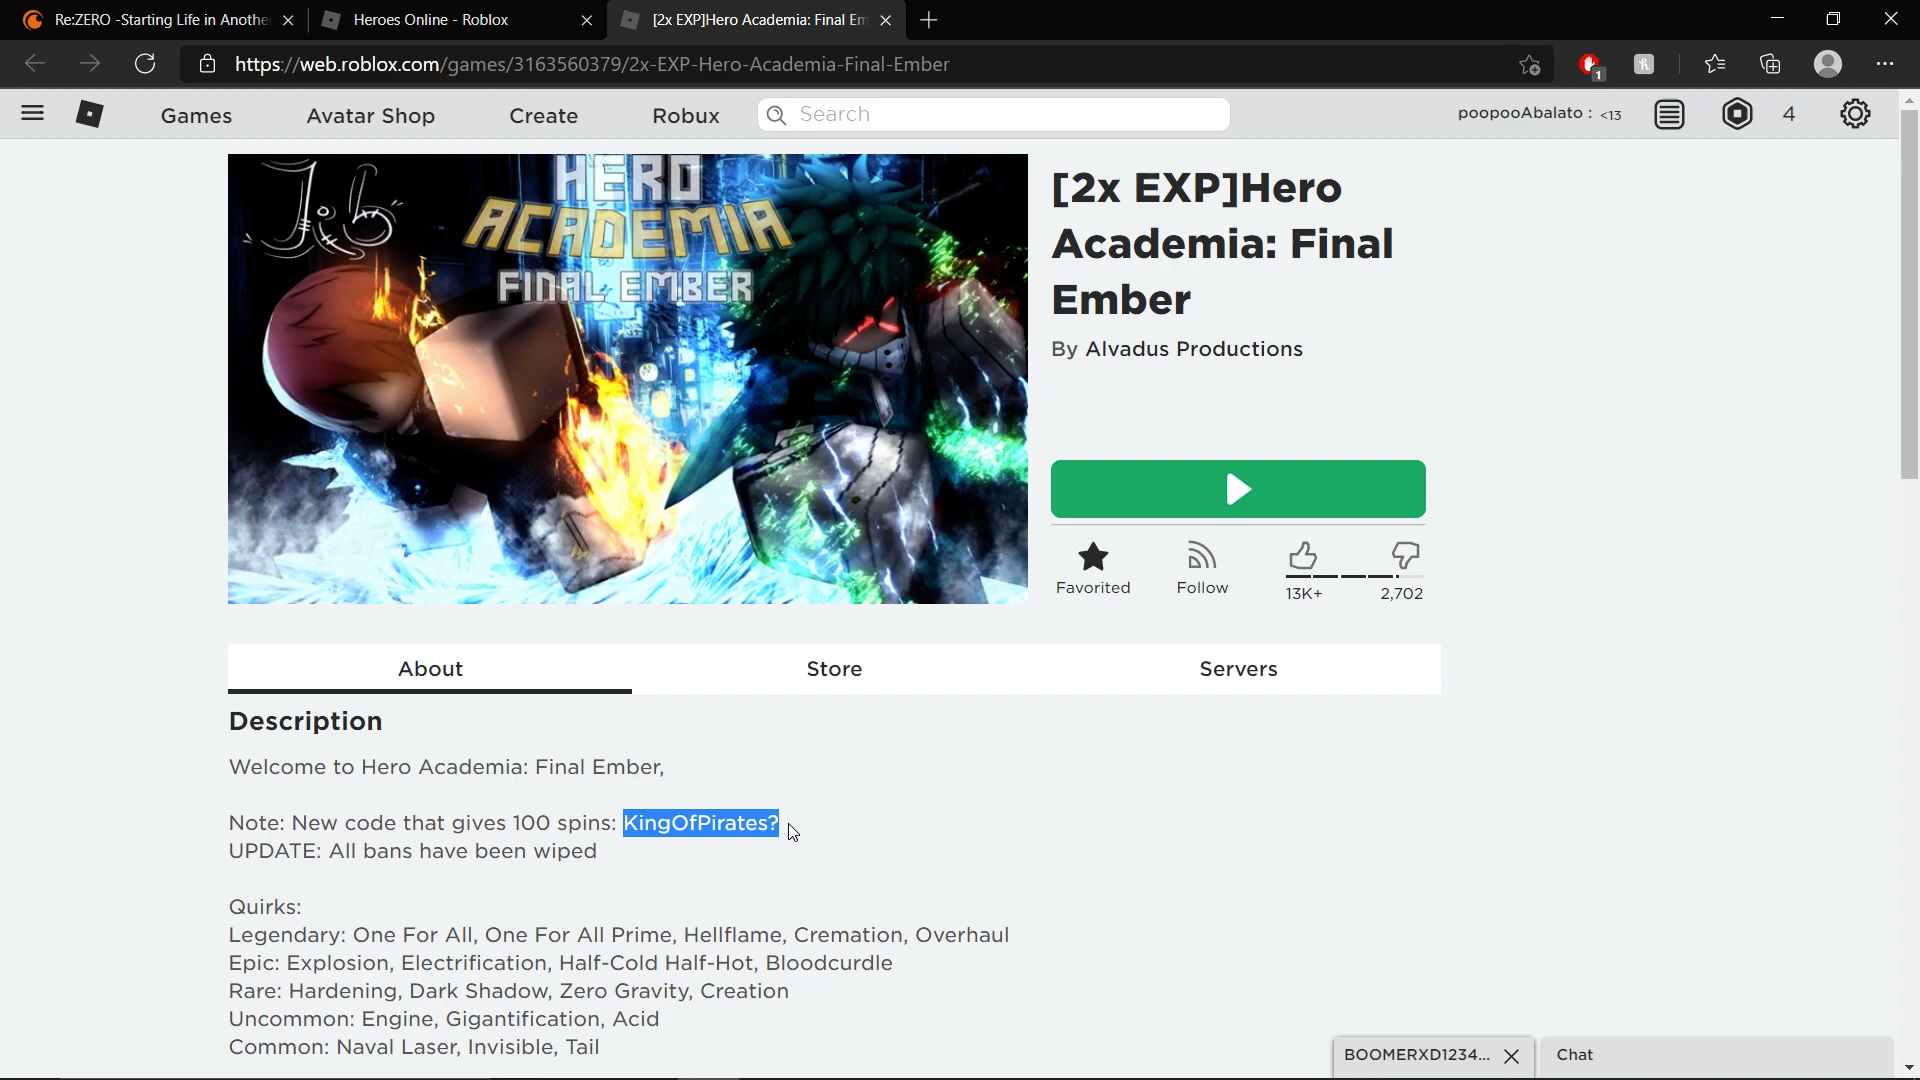 Re:ZERO -Starting Life in Anothe
Heroes Online - Roblox
[2x EXP]Hero Academia: Final Em
https://web.roblox.com/games/3163560379/2x-EXP-Hero-Academia-Final-Ember
1
Games
Avatar Shop
Create
Robux
Search
poopooAbalato : <13
4
HERO
ACADEMIA
FINAL EMBER
[2x EXP]Hero
Academia: Final
Ember
By Alvadus Productions
Favorited
Follow
13K+
2,702
About
Store
Servers
Description
Welcome to Hero Academia: Final Ember,
Note: New code that gives 100 spins: KingOfPirates?
UPDATE: All bans have been wiped
Quirks:
Legendary: One For All, One For All Prime, Hellflame, Cremation, Overhaul
Epic: Explosion, Electrification, Half-Cold Half-Hot, Bloodcurdle
Rare: Hardening, Dark Shadow, Zero Gravity, Creation
Uncommon: Engine, Gigantification, Acid
Common: Naval Laser, Invisible, Tail
BOOMERXD1234...
Chat